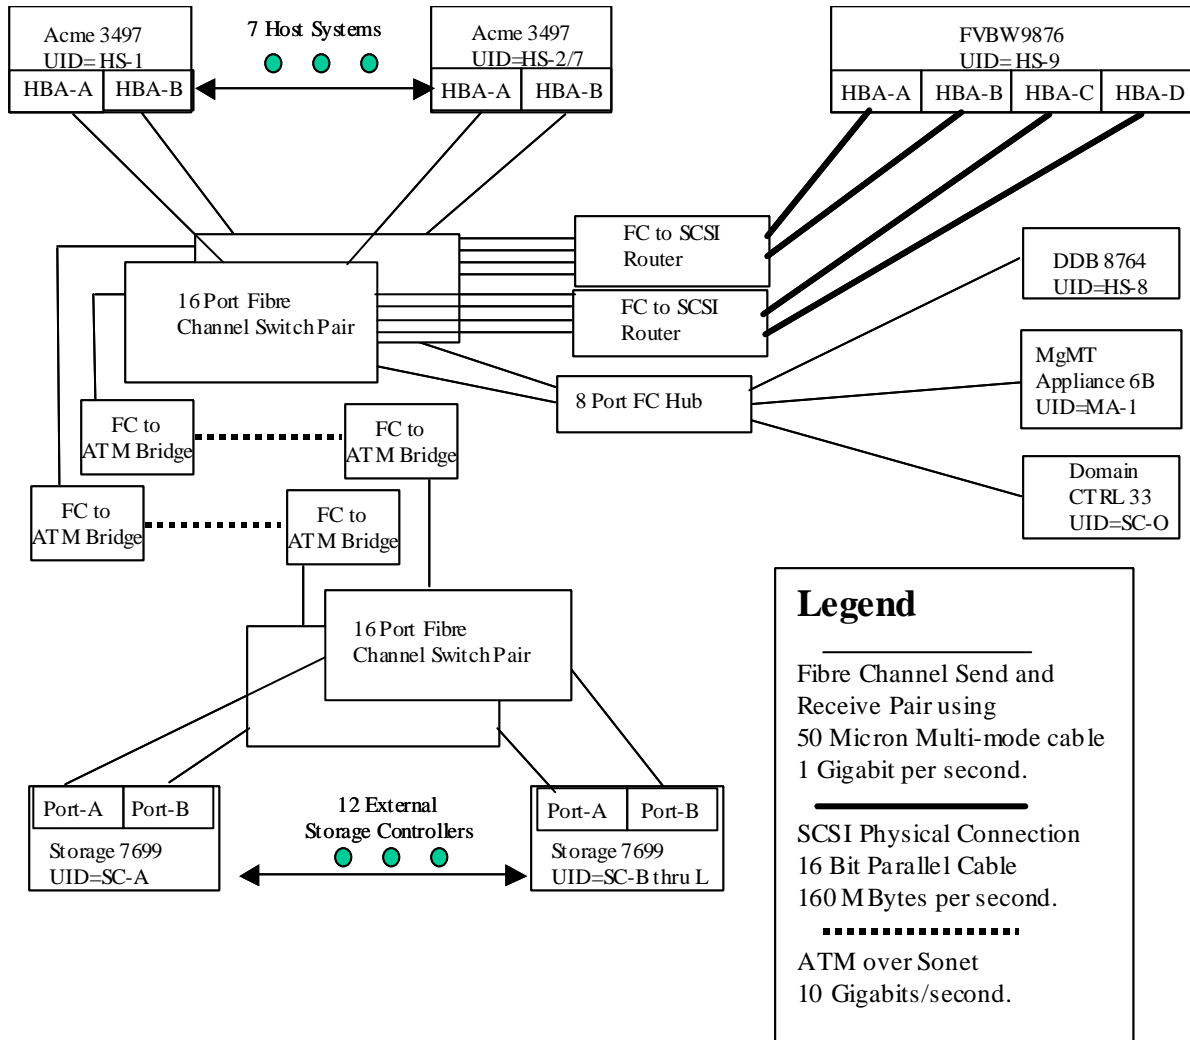 Acme 3497
UID= HS-1
HBA-A
HBA-B
7 Host Systems
Acme 3497
UID=HS-2/7
HBA-A
HBA-B
FVBW9876
UID= HS-9
HBA-A
HBA-B
HBA-C
HBA-D
FC to SCSI
Router
FC to SCSI
Router
16 Port Fibre
Channel Switch Pair
8 Port FC Hub
DDB 8764
UID=HS-8
MgMT
Appliance 6B
UID=MA-1
Domain
CTRL 33
UID=SC-O
FC to
ATM Bridge
FC to
ATM Bridge
FC to
ATM Bridge
FC to
ATM Bridge
16 Port Fibre
Channel Switch Pair
Port-A
Port-B
Storage 7699
UID=SC-A
12 External
Storage Controllers
Port-A
Port-B
Storage 7699
UID=SC-B thru L
Legend
Fibre Channel Send and
Receive Pair using
50 Micron Multi-mode cable
1 Gigabit per second.
SCSI Physical Connection
16 Bit Parallel Cable
160 MBytes per second.
ATM over Sonet
10 Gigabits/second.